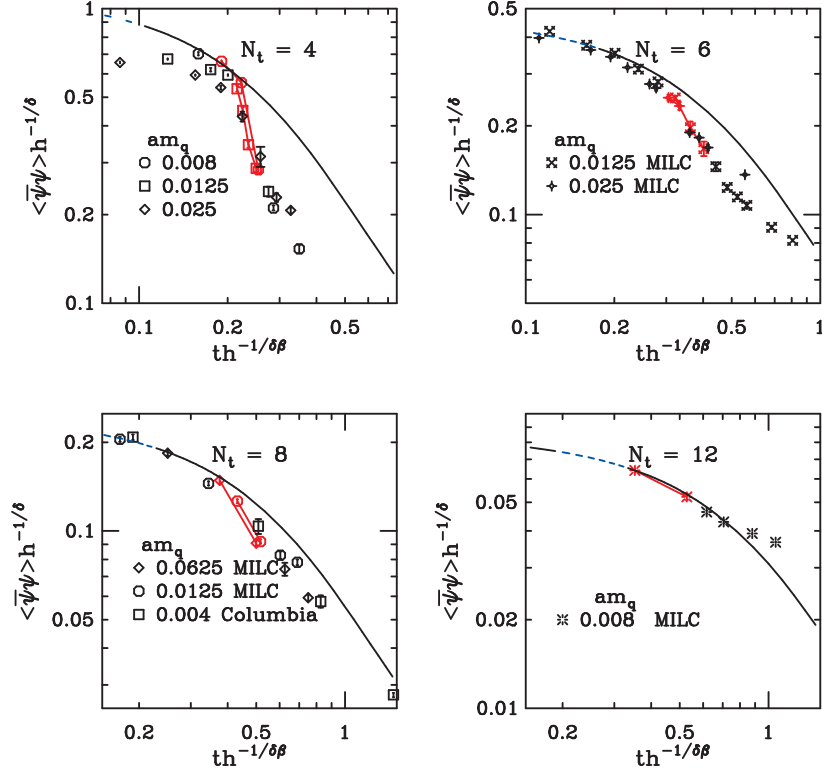 1
0.5
0.2
0.1
N_t = 4
am_q
0.008
0.0125
0.025
<ψ̄ψ>h^{-1/δ}
0.1 0.2 0.5
th^{-1/δβ}
0.5
0.2
0.1
N_t = 6
am_q
0.0125 MILC
0.025 MILC
<ψ̄ψ>h^{-1/δ}
0.1 0.2 0.5 1
th^{-1/δβ}
0.2
0.1
0.05
N_t = 8
am_q
0.0625 MILC
0.0125 MILC
0.004 Columbia
<ψ̄ψ>h^{-1/δ}
0.2 0.5 1
th^{-1/δβ}
0.05
0.02
0.01
N_t = 12
am_q
0.008 MILC
<ψ̄ψ>h^{-1/δ}
0.2 0.5 1
th^{-1/δβ}